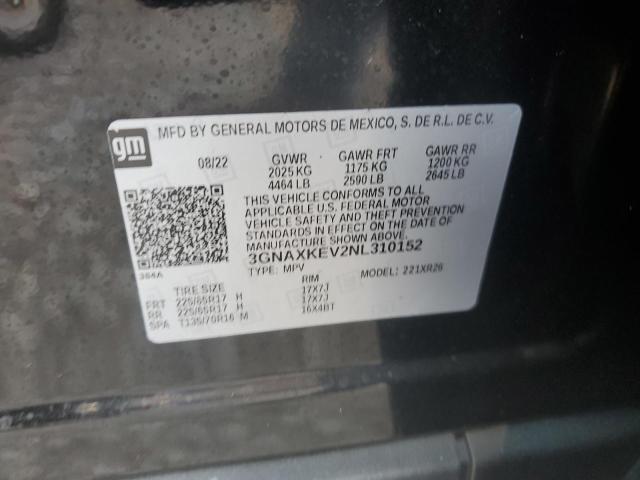 gm
MFD BY GENERAL MOTORS DE MEXICO, S. DE R.L. DE C.V.
08/22 GVWR GAWR FRT GAWR RR
2025 KG 1175 KG 1200 KG
4464 LB 2590 LB 2645 LB
THIS VEHICLE CONFORMS TO ALL
APPLICABLE U.S. FEDERAL MOTOR
VEHICLE SAFETY AND THEFT PREVENTION
STANDARDS IN EFFECT ON THE DATE OF
MANUFACTURE SHOWN ABOVE.
3GNAXKEV2NL310152
384A TYPE: MPV MODEL: 221XR26
TIRE SIZE RIM
FRT 225/65R17 H 17X7J
RR 225/65R17 H 17X7J
SPA T135/70R16 M 16X4BT